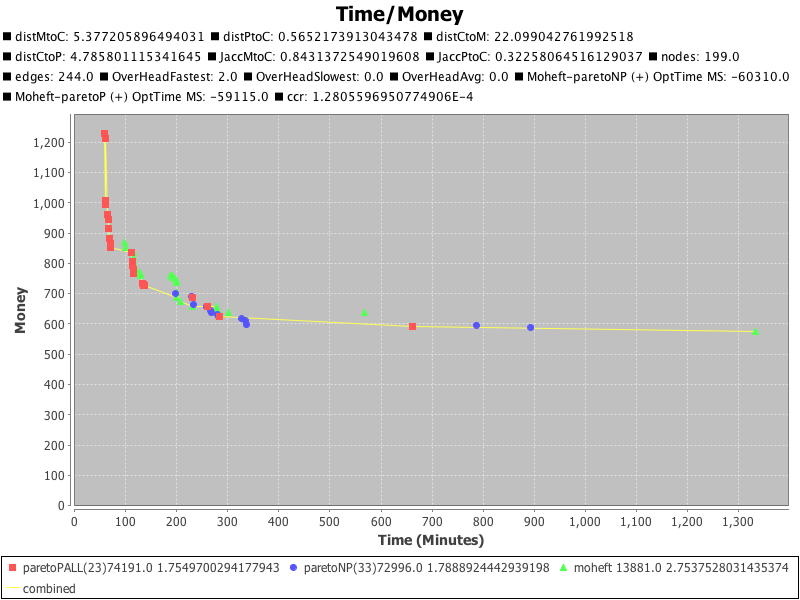 Time/Money
distMtoC: 5.377205896494031 distPtoC: 0.5652173913043478 distCtoM: 22.099042761992518
distCtoP: 4.785801115341645 JaccMtoC: 0.8431372549019608 JaccPtoC: 0.32258064516129037 nodes: 199.0
edges: 244.0 OverHeadFastest: 2.0 OverHeadSlowest: 0.0 OverHeadAvg: 0.0 Moheft-paretoNP (+) OptTime MS: -60310.0
Moheft-paretoP (+) OptTime MS: -59115.0 ccr: 1.2805596950774906E-4
1,200
1,100
1,000
900
800
700
600
500
400
300
200
100
0
Money
0 100 200 300 400 500 600 700 800 900 1,000 1,100 1,200 1,300
Time (Minutes)
paretoPALL(23)74191.0 1.7549700294177943 paretoNP(33)72996.0 1.7888924442939198 moheft 13881.0 2.7537528031435374
combined